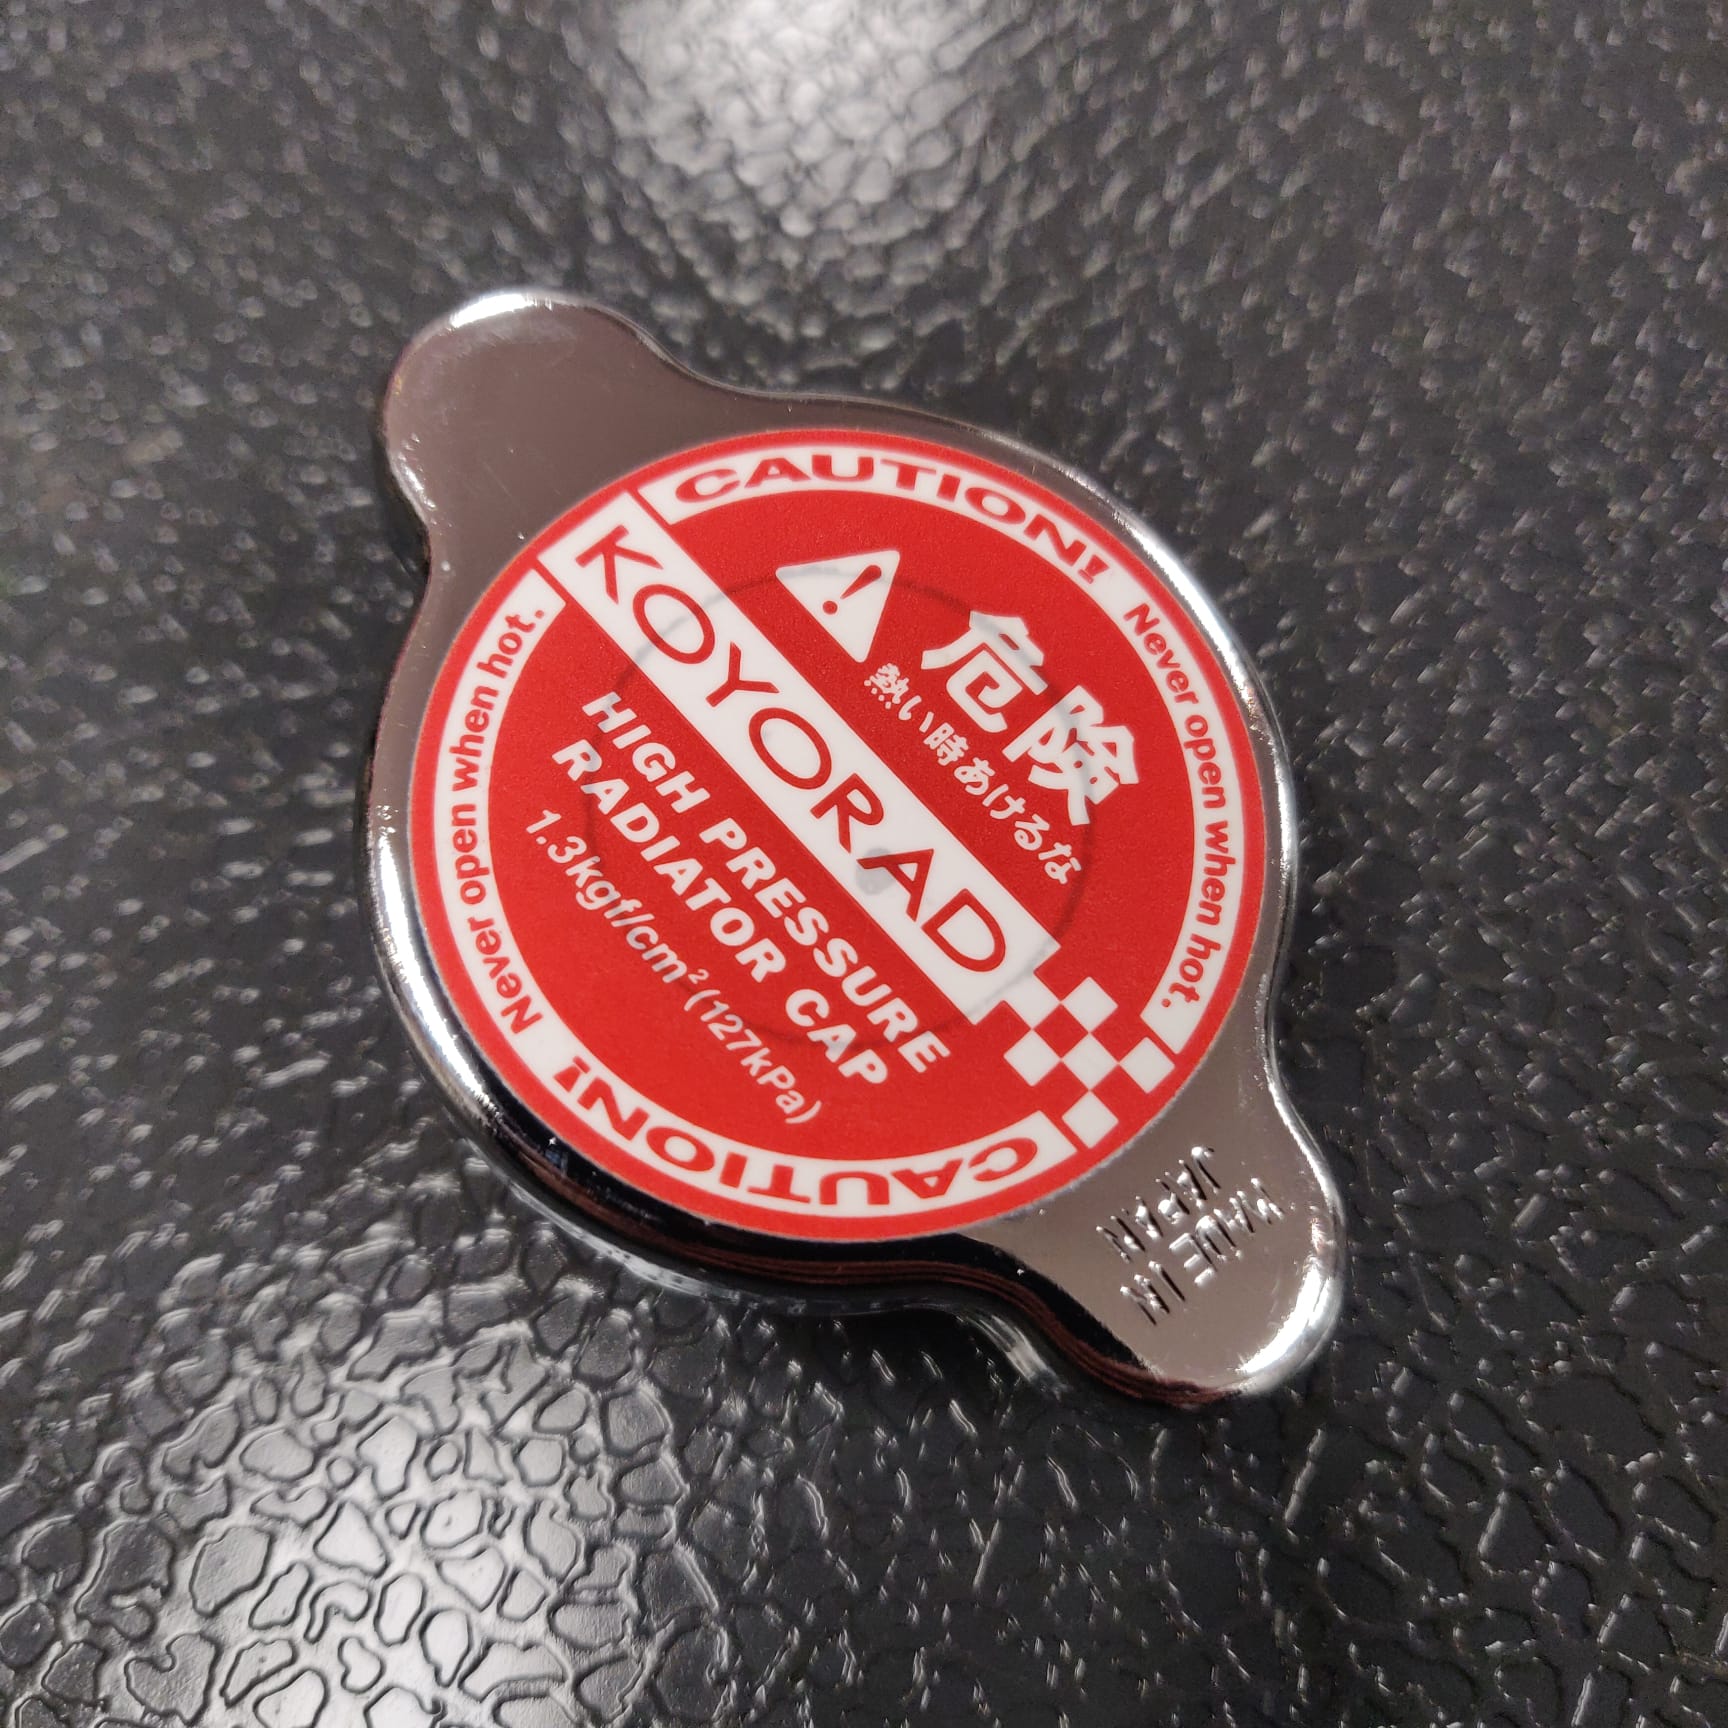 CAUTION! Never open when hot.
! 危険
熱い時あけるな
KOYORAD
HIGH PRESSURE
RADIATOR CAP
1.3kgf/cm² (127kPa)
CAUTION! Never open when hot.
MADE IN
JAPAN